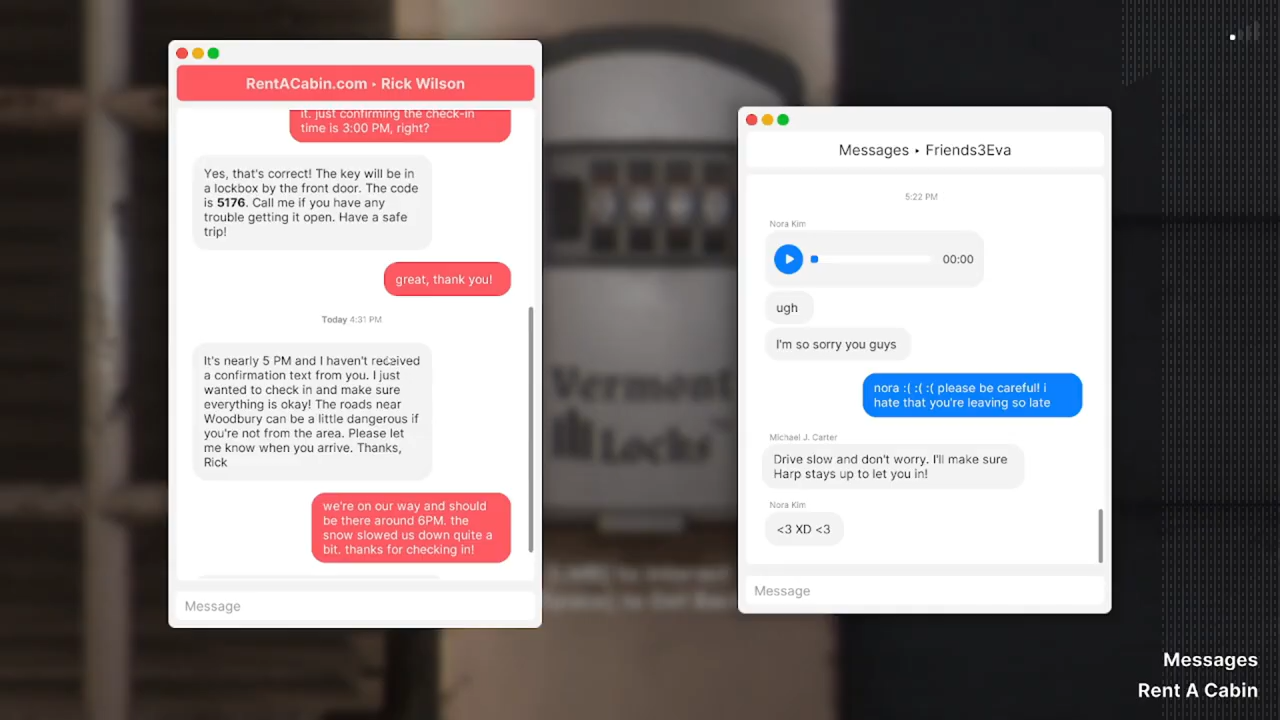 RentACabin.com ‣ Rick Wilson
it. just confirming the check-in
time is 3:00 PM, right?
Yes, that's correct! The key will be in
a lockbox by the front door. The code
is 5176. Call me if you have any
trouble getting it open. Have a safe
trip!
great, thank you!
Today 4:31 PM
It's nearly 5 PM and I haven't received
a confirmation text from you. I just
wanted to check in and make sure
everything is okay! The roads near
Woodbury can be a little dangerous if
you're not from the area. Please let
me know when you arrive. Thanks,
Rick
we're on our way and should
be there around 6PM. the
snow slowed us down quite a
bit. thanks for checking in!
Message
Messages ‣ Friends3Eva
5:22 PM
Nora Kim
00:00
ugh
I'm so sorry you guys
nora :( :( :( please be careful! i
hate that you're leaving so late
Michael J. Carter
Drive slow and don't worry. I'll make sure
Harp stays up to let you in!
Nora Kim
<3 XD <3
Message
Vermont
Locks
Messages
Rent A Cabin